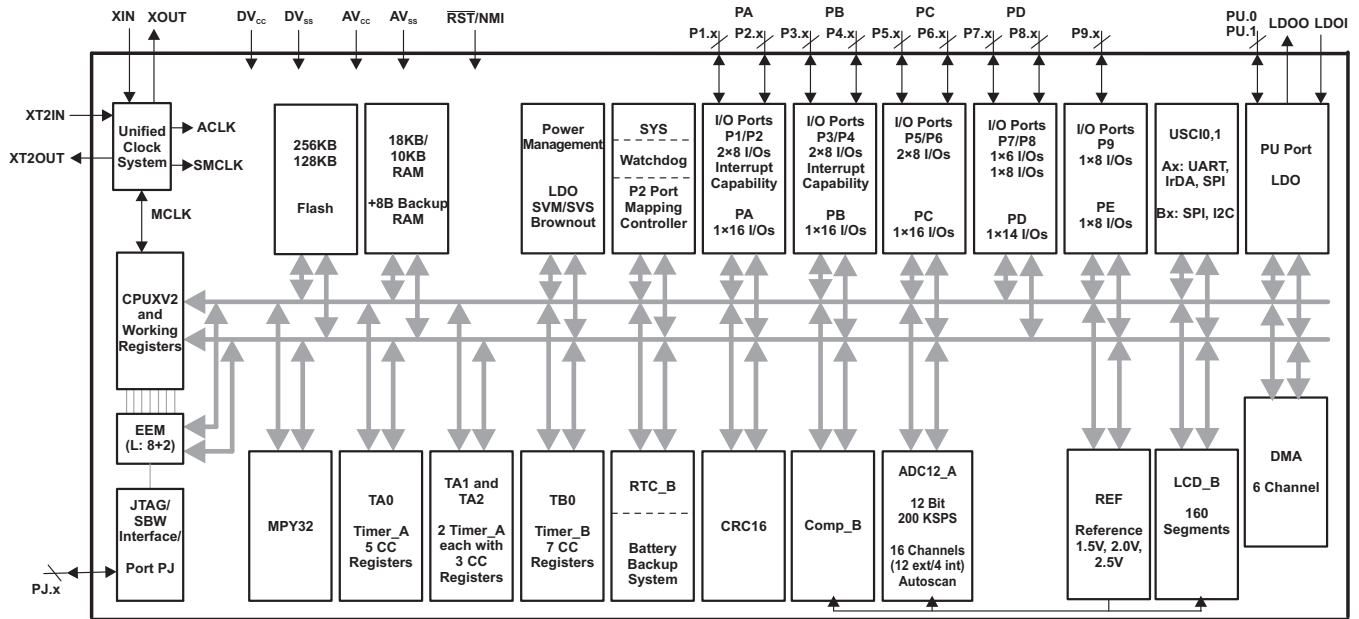 XIN
XOUT
DVCC
DVSS
AVCC
AVSS
RST/NMI
PA
PB
PC
PD
P1.x
P2.x
P3.x
P4.x
P5.x
P6.x
P7.x
P8.x
P9.x
PU.0
PU.1
LDOO
LDOI
XT2IN
XT2OUT
Unified
Clock
System
ACLK
SMCLK
MCLK
256KB
128KB
Flash
18KB/
10KB
RAM
+8B Backup
RAM
Power
Management
LDO
SVM/SVS
Brownout
SYS
Watchdog
P2 Port
Mapping
Controller
I/O Ports
P1/P2
2×8 I/Os
Interrupt
Capability
PA
1×16 I/Os
I/O Ports
P3/P4
2×8 I/Os
Interrupt
Capability
PB
1×16 I/Os
I/O Ports
P5/P6
2×8 I/Os
PC
1×16 I/Os
I/O Ports
P7/P8
1×6 I/Os
1×8 I/Os
PD
1×14 I/Os
I/O Ports
P9
1×8 I/Os
PE
1×8 I/Os
USCI0,1
Ax: UART,
IrDA, SPI
Bx: SPI, I2C
PU Port
LDO
CPUXV2
and
Working
Registers
EEM
(L: 8+2)
JTAG/
SBW
Interface/
Port PJ
PJ.x
MPY32
TA0
Timer_A
5 CC
Registers
TA1 and
TA2
2 Timer_A
each with
3 CC
Registers
TB0
Timer_B
7 CC
Registers
RTC_B
Battery
Backup
System
CRC16
Comp_B
ADC12_A
12 Bit
200 KSPS
16 Channels
(12 ext/4 int)
Autoscan
REF
Reference
1.5V, 2.0V,
2.5V
LCD_B
160
Segments
DMA
6 Channel